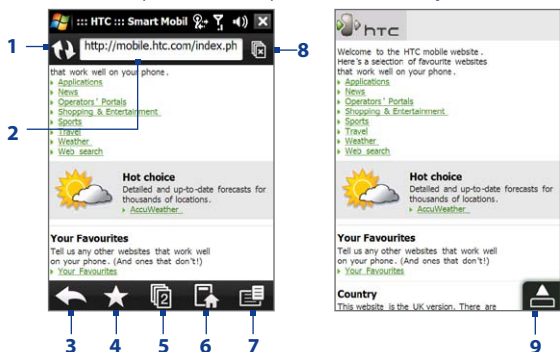 ::: HTC ::: Smart Mobil
1
http://mobile.htc.com/index.ph
8
that work well on your phone.
Applications
News
Operators' Portals
Shopping & Entertainment
2
Sports
Travel
Weather
Web search
Hot choice
Detailed and up-to-date forecasts for
thousands of locations.
AccuWeather
Your Favourites
Tell us any other websites that work well
on your phone. (And ones that don't!)
Your Favourites
2
3
4
5
6
7
hTC
Welcome to the HTC mobile website.
Here's a selection of favourite websites
that work well on your phone.
Applications
News
Operators' Portals
Shopping & Entertainment
Sports
Travel
Weather
Web search
Hot choice
Detailed and up-to-date forecasts for
thousands of locations.
AccuWeather
Your Favourites
Tell us any other websites that work well
on your phone. (And ones that don't!)
Your Favourites
Country
This website is the UK version. There are
9